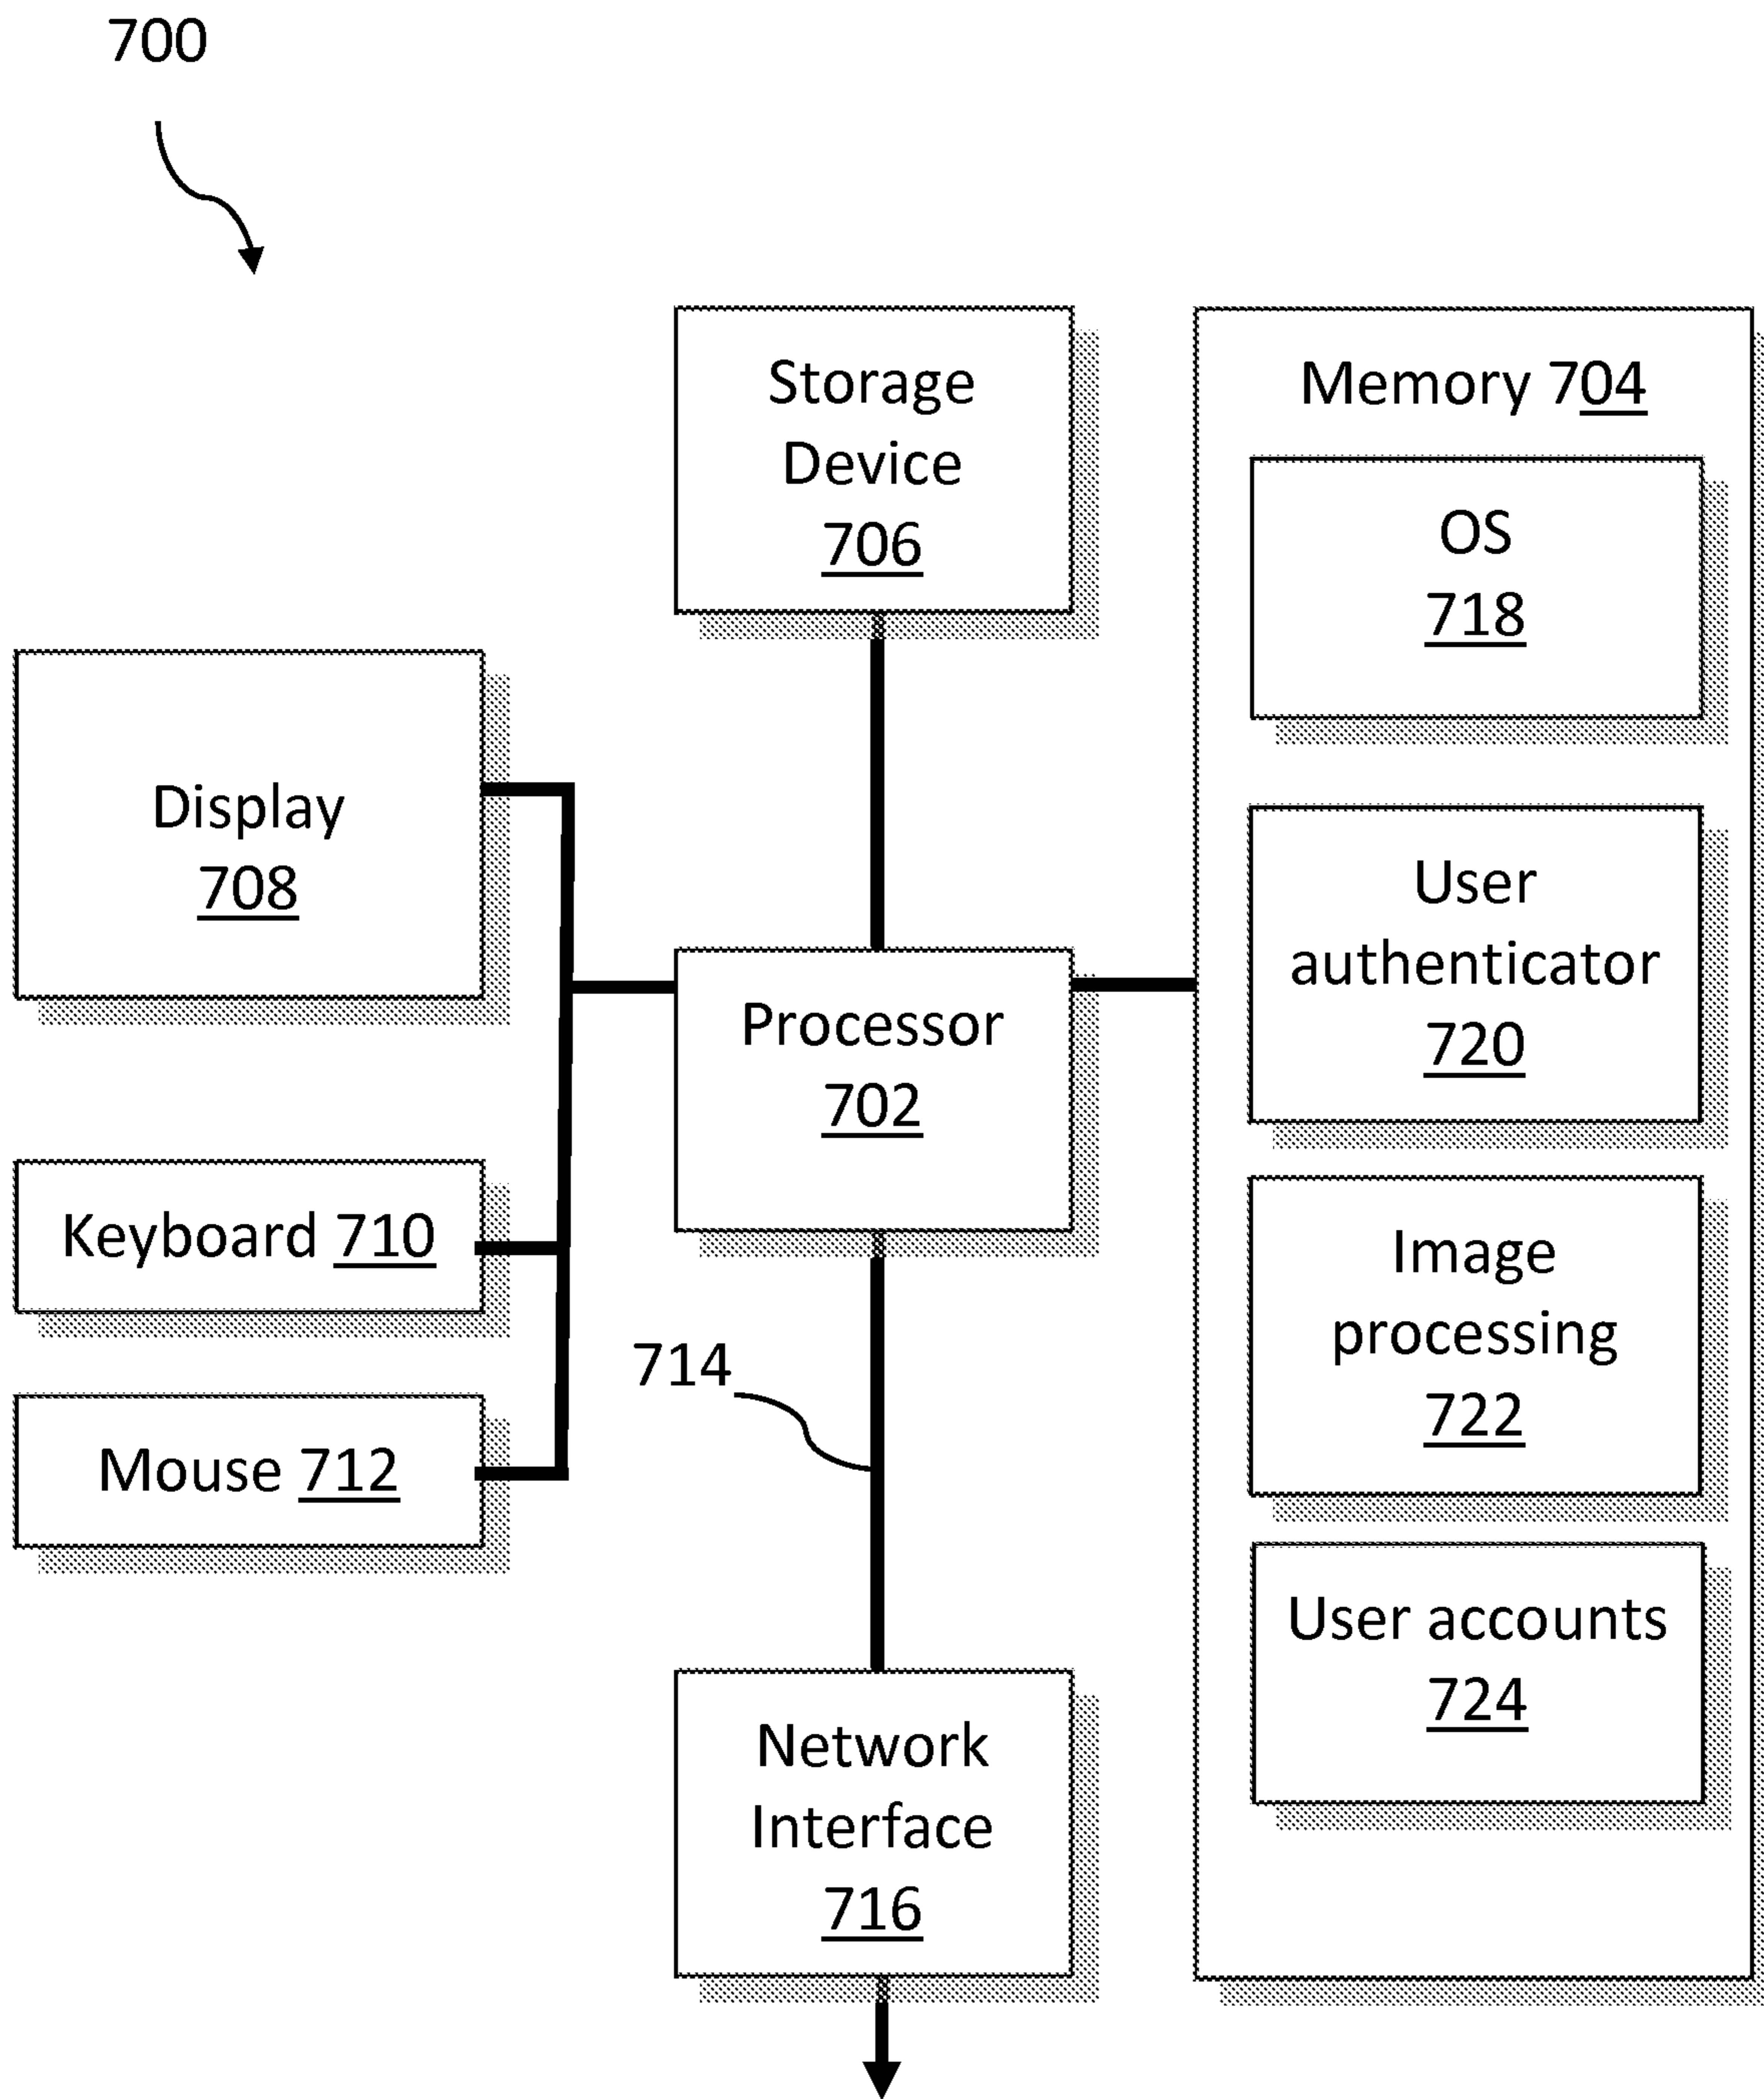 700
Storage
Device
706
Memory 704
OS
718
Display
708
User
authenticator
720
Processor
702
Keyboard 710
Image
processing
722
714
Mouse 712
User accounts
724
Network
Interface
716